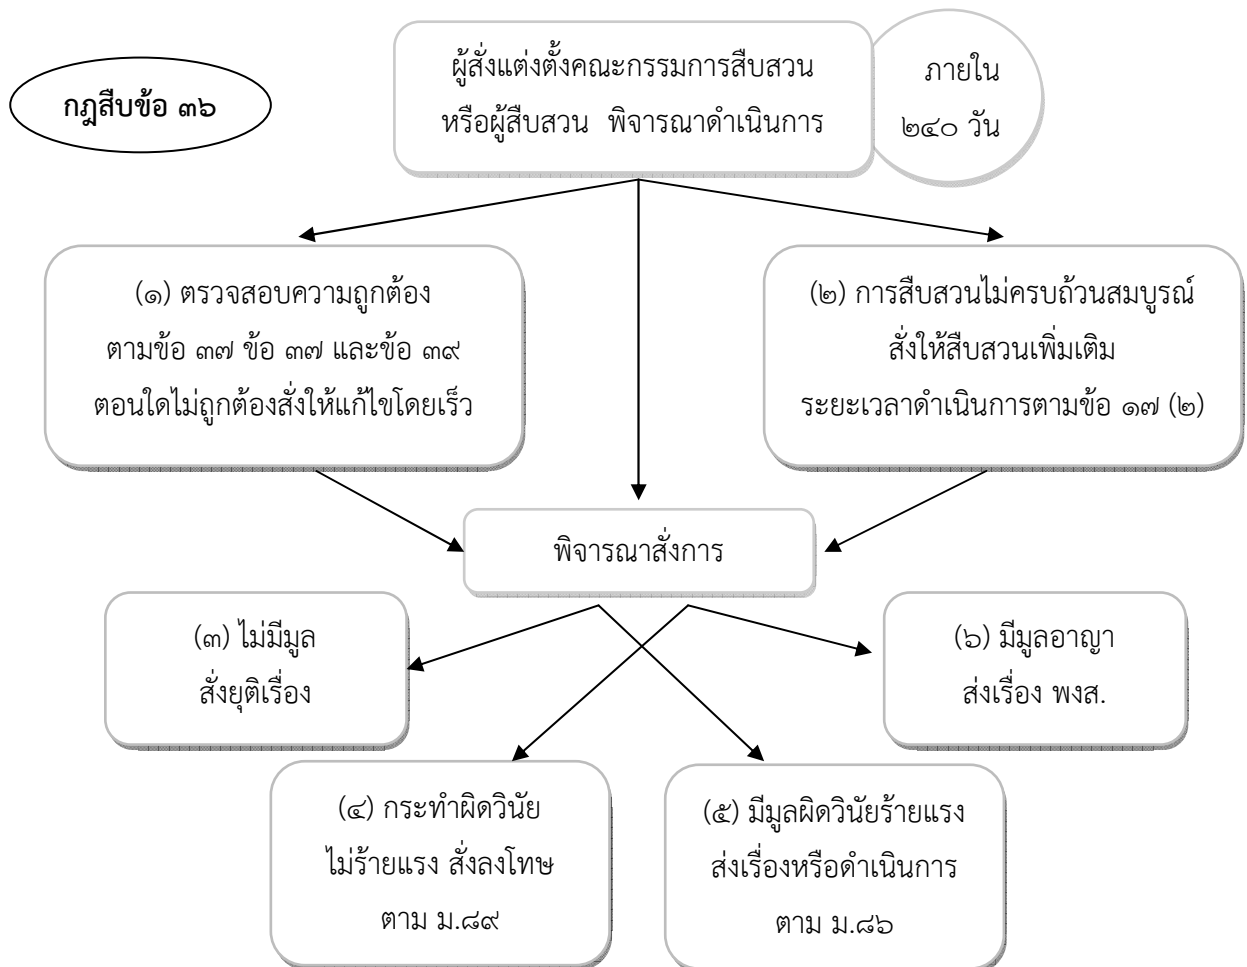 กฎสืบข้อ ๓๖
ผู้สั่งแต่งตั้งคณะกรรมการสืบสวน
หรือผู้สืบสวน พิจารณาดำเนินการ
ภายใน
๒๔๐ วัน
(๑) ตรวจสอบความถูกต้อง
ตามข้อ ๓๗ ข้อ ๓๗ และข้อ ๓๙
ตอนใดไม่ถูกต้องสั่งให้แก้ไขโดยเร็ว
(๒) การสืบสวนไม่ครบถ้วนสมบูรณ์
สั่งให้สืบสวนเพิ่มเติม
ระยะเวลาดำเนินการตามข้อ ๑๗ (๒)
พิจารณาสั่งการ
(๓) ไม่มีมูล
สั่งยุติเรื่อง
(๖) มีมูลอาญา
ส่งเรื่อง พงส.
(๔) กระทำผิดวินัย
ไม่ร้ายแรง สั่งลงโทษ
ตาม ม.๘๙
(๕) มีมูลผิดวินัยร้ายแรง
ส่งเรื่องหรือดำเนินการ
ตาม ม.๘๖